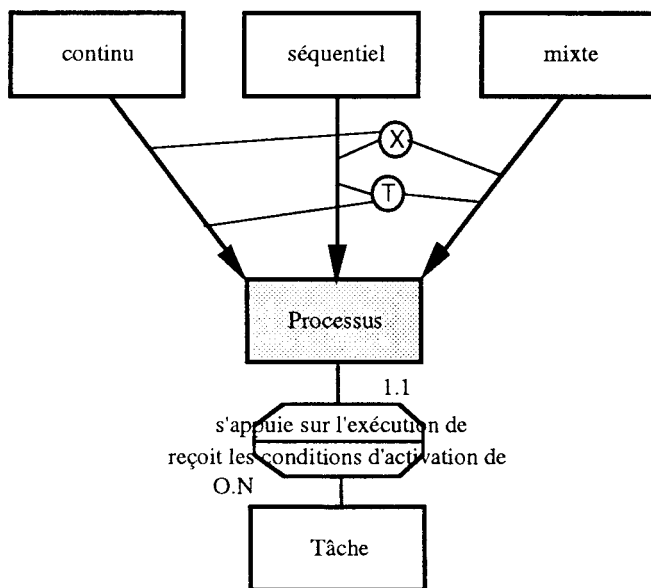 continu
séquentiel
mixte
X
T
Processus
1.1
s'appuie sur l'exécution de
reçoit les conditions d'activation de
O.N
Tâche